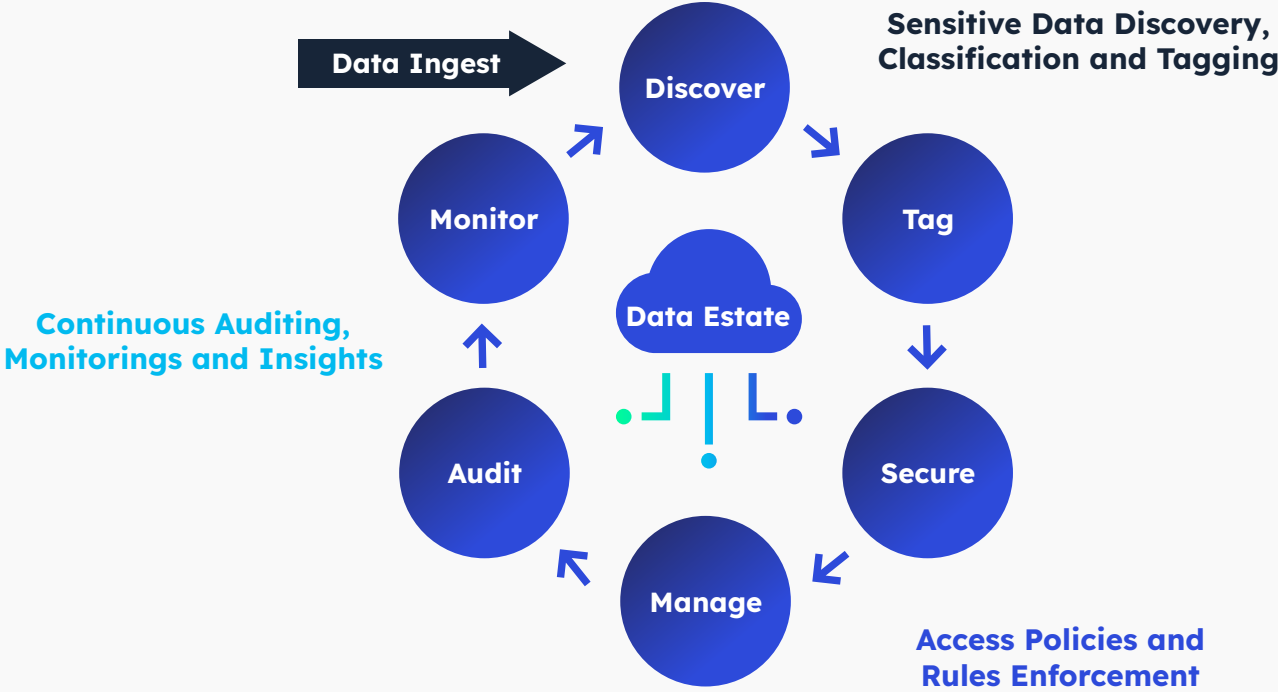 Sensitive Data Discovery,
Classification and Tagging
Data Ingest
Discover
Monitor
Tag
Data Estate
Continuous Auditing,
Monitorings and Insights
Audit
Secure
Manage
Access Policies and
Rules Enforcement